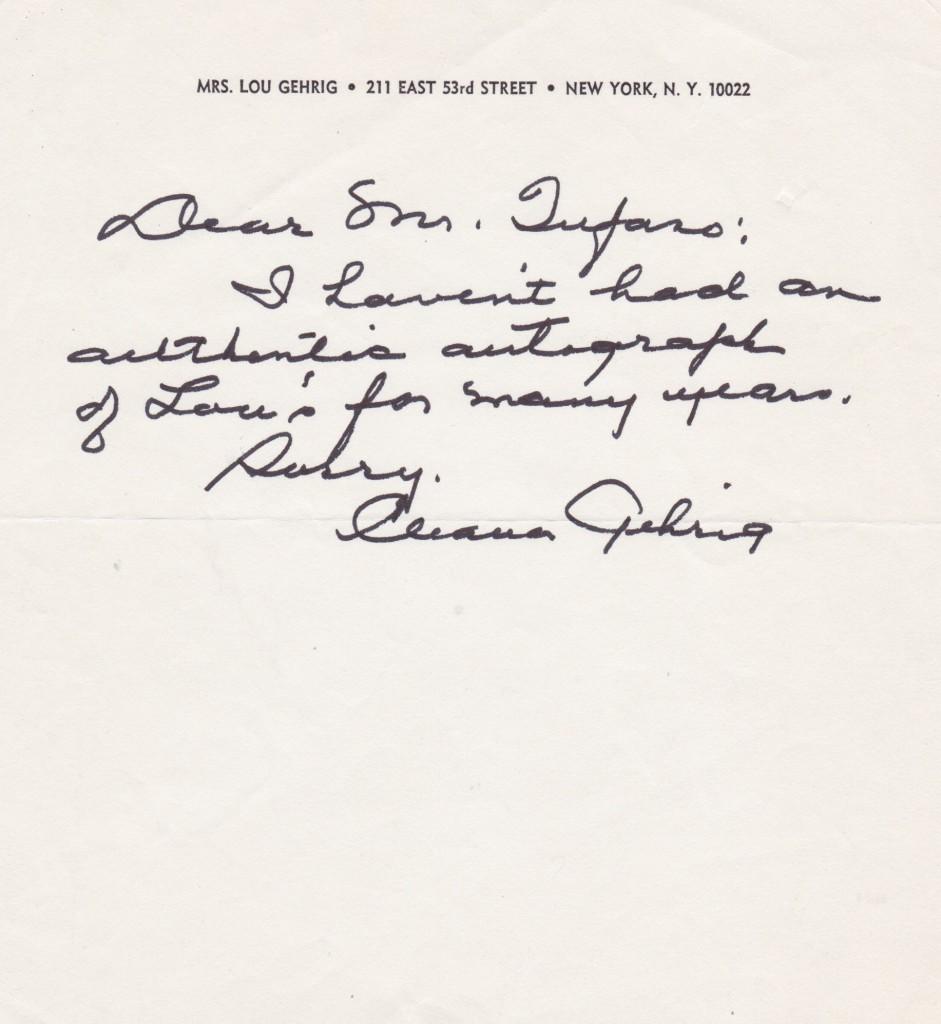 MRS. LOU GEHRIG • 211 EAST 53rd STREET • NEW YORK, N. Y. 10022
Dear Mr. Tufaro:
I haven't had an
authentic autograph
of Lou's for many years.
Sorry.
Eleanor Gehrig